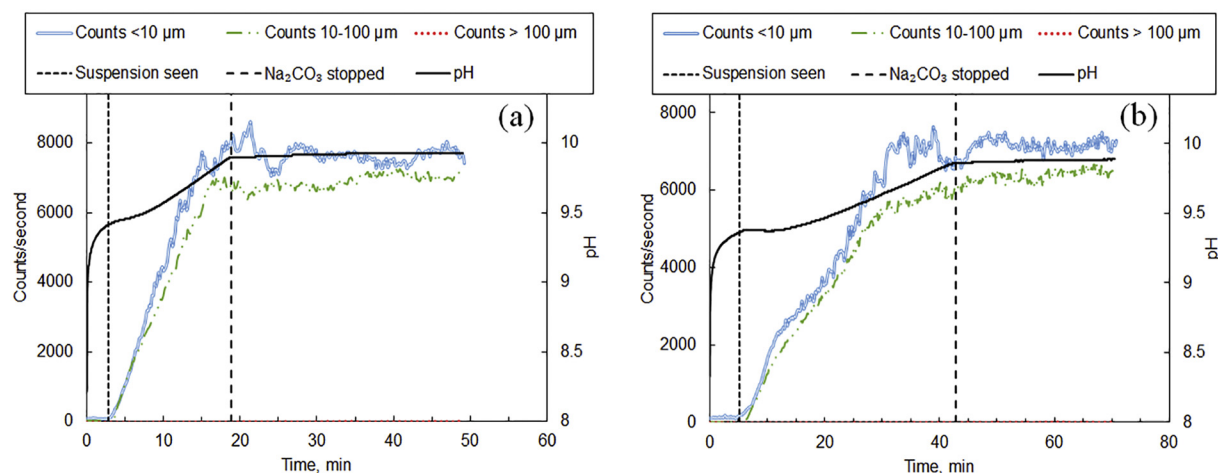 Counts <10 µm Counts 10-100 µm Counts > 100 µm
Suspension seen Na₂CO₃ stopped pH
(a)
8000
6000
4000
2000
0
Counts/second
10
9.5
9
8.5
8
pH
0 10 20 30 40 50 60
Time, min
Counts <10 µm Counts 10-100 µm Counts > 100 µm
Suspension seen Na₂CO₃ stopped pH
(b)
8000
6000
4000
2000
0
Counts/second
10
9.5
9
8.5
8
pH
0 20 40 60 80
Time, min